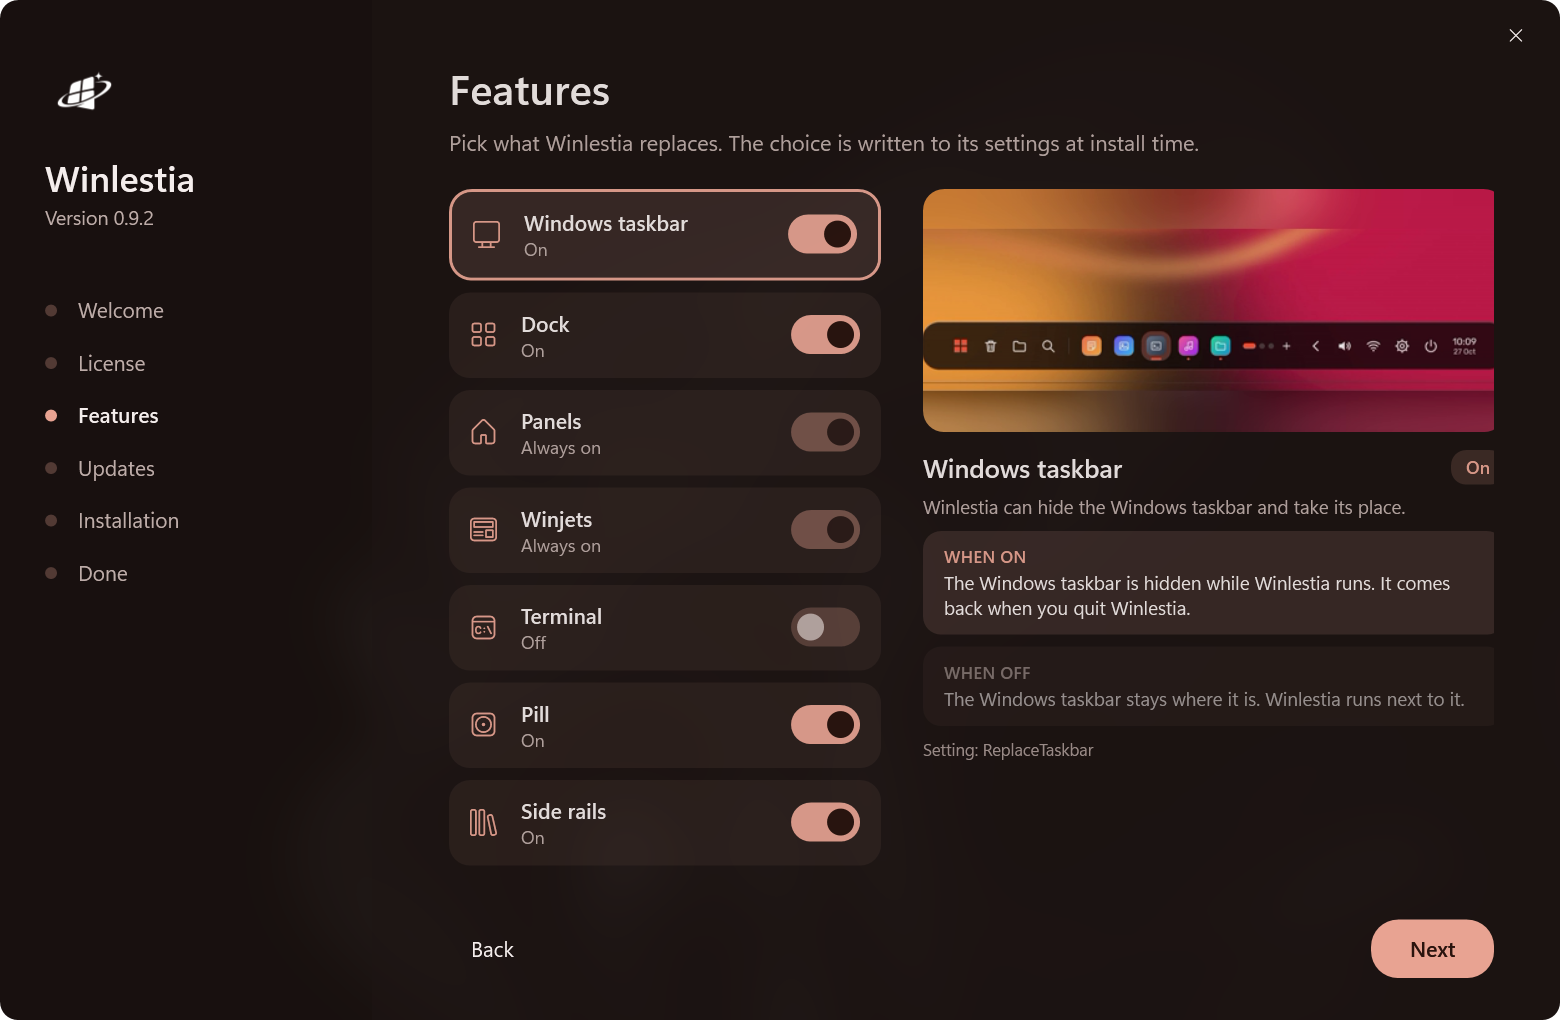 Winlestia
Version 0.9.2
Welcome
License
Features
Updates
Installation
Done
Features
Pick what Winlestia replaces. The choice is written to its settings at install time.
Windows taskbar
On
Dock
On
Panels
Always on
Winjets
Always on
C:\
Terminal
Off
Pill
On
Side rails
On
10:09
27 Oct
Windows taskbar
On
Winlestia can hide the Windows taskbar and take its place.
WHEN ON
The Windows taskbar is hidden while Winlestia runs. It comes
back when you quit Winlestia.
WHEN OFF
The Windows taskbar stays where it is. Winlestia runs next to it.
Setting: ReplaceTaskbar
Back
Next